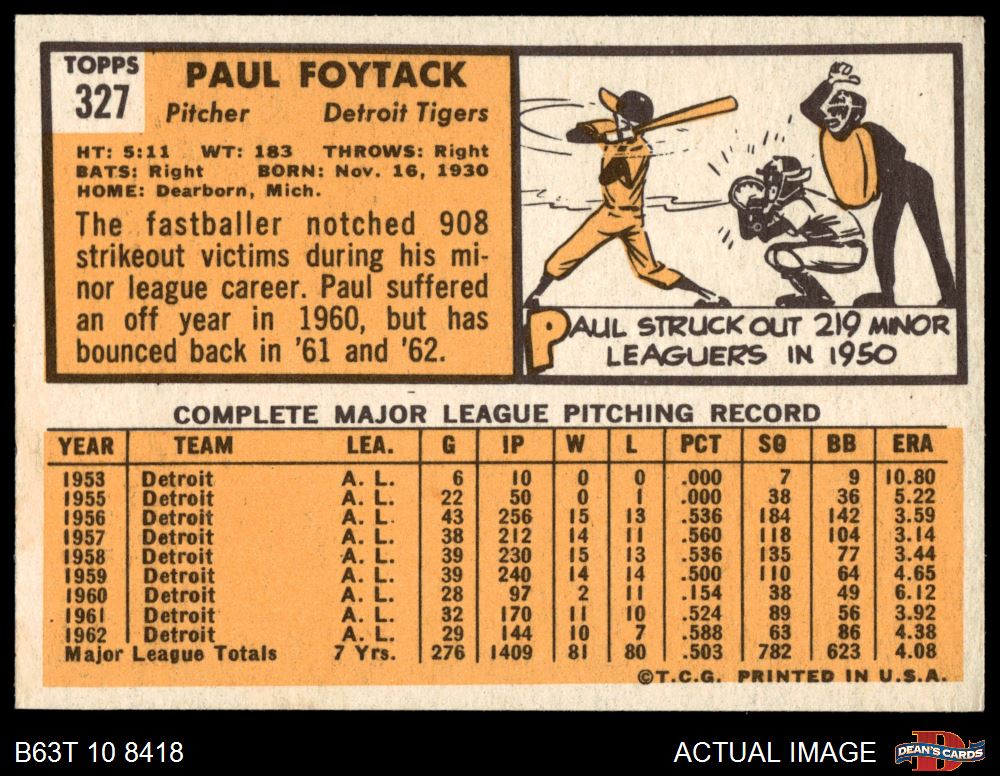 TOPPS
327
PAUL FOYTACK
Pitcher Detroit Tigers
HT: 5:11 WT: 183 THROWS: Right
BATS: Right BORN: Nov. 16, 1930
HOME: Dearborn, Mich.
The fastballer notched 908
strikeout victims during his mi-
nor league career. Paul suffered
an off year in 1960, but has
bounced back in '61 and '62.
PAUL STRUCK OUT 219 MINOR
LEAGUERS IN 1950
COMPLETE MAJOR LEAGUE PITCHING RECORD
YEAR TEAM LEA. G IP W L PCT SO BB ERA
1953 Detroit A. L. 6 10 0 0 .000 7 9 10.80
1955 Detroit A. L. 22 50 0 1 .000 38 36 5.22
1956 Detroit A. L. 43 256 15 13 .536 184 142 3.59
1957 Detroit A. L. 38 212 14 11 .560 118 104 3.14
1958 Detroit A. L. 39 230 15 13 .536 135 77 3.44
1959 Detroit A. L. 39 240 14 14 .500 110 64 4.65
1960 Detroit A. L. 28 97 2 11 .154 38 49 6.12
1961 Detroit A. L. 32 170 11 10 .524 89 56 3.92
1962 Detroit A. L. 29 144 10 7 .588 63 86 4.38
Major League Totals 7 Yrs. 276 1409 81 80 .503 782 623 4.08
©T.C.G. PRINTED IN U.S.A.
B63T 10 8418
ACTUAL IMAGE
DEAN'S CARDS